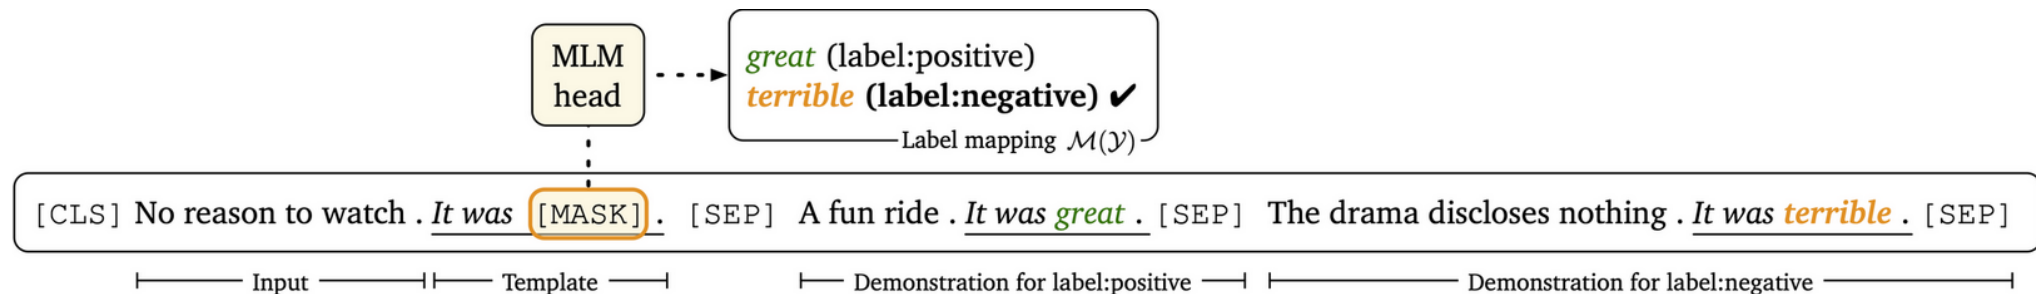 MLM
head
great (label:positive)
terrible (label:negative) ✔
Label mapping ℳ(𝒴)
[CLS] No reason to watch . It was [MASK] . [SEP] A fun ride . It was great . [SEP] The drama discloses nothing . It was terrible . [SEP]
Input Template Demonstration for label:positive Demonstration for label:negative